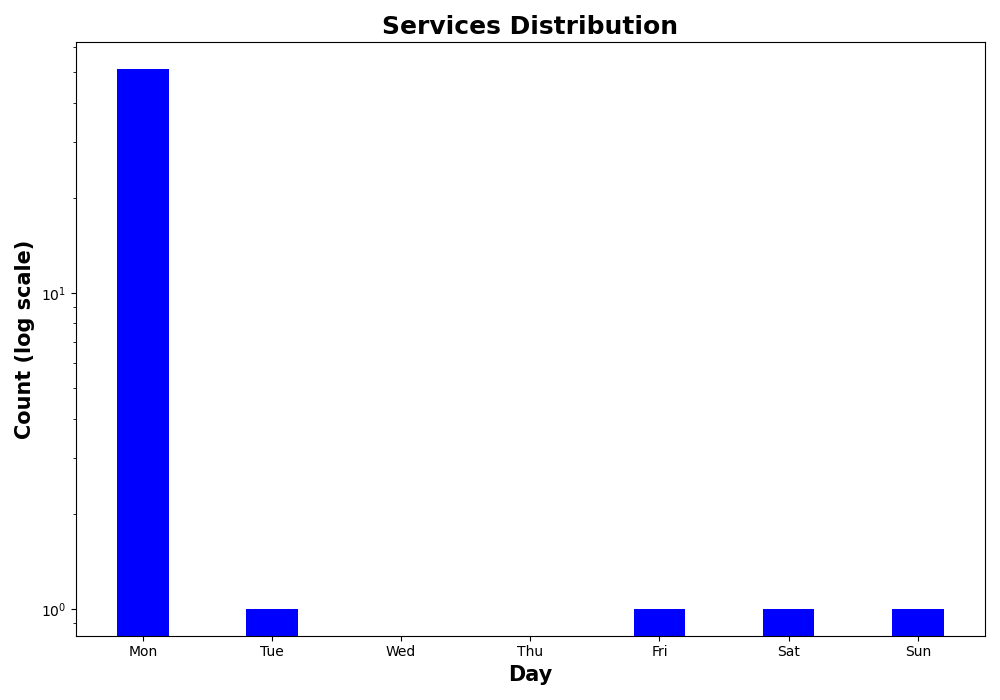 Services Distribution
Count (log scale)
10¹
10⁰
Mon Tue Wed Thu Fri Sat Sun
Day